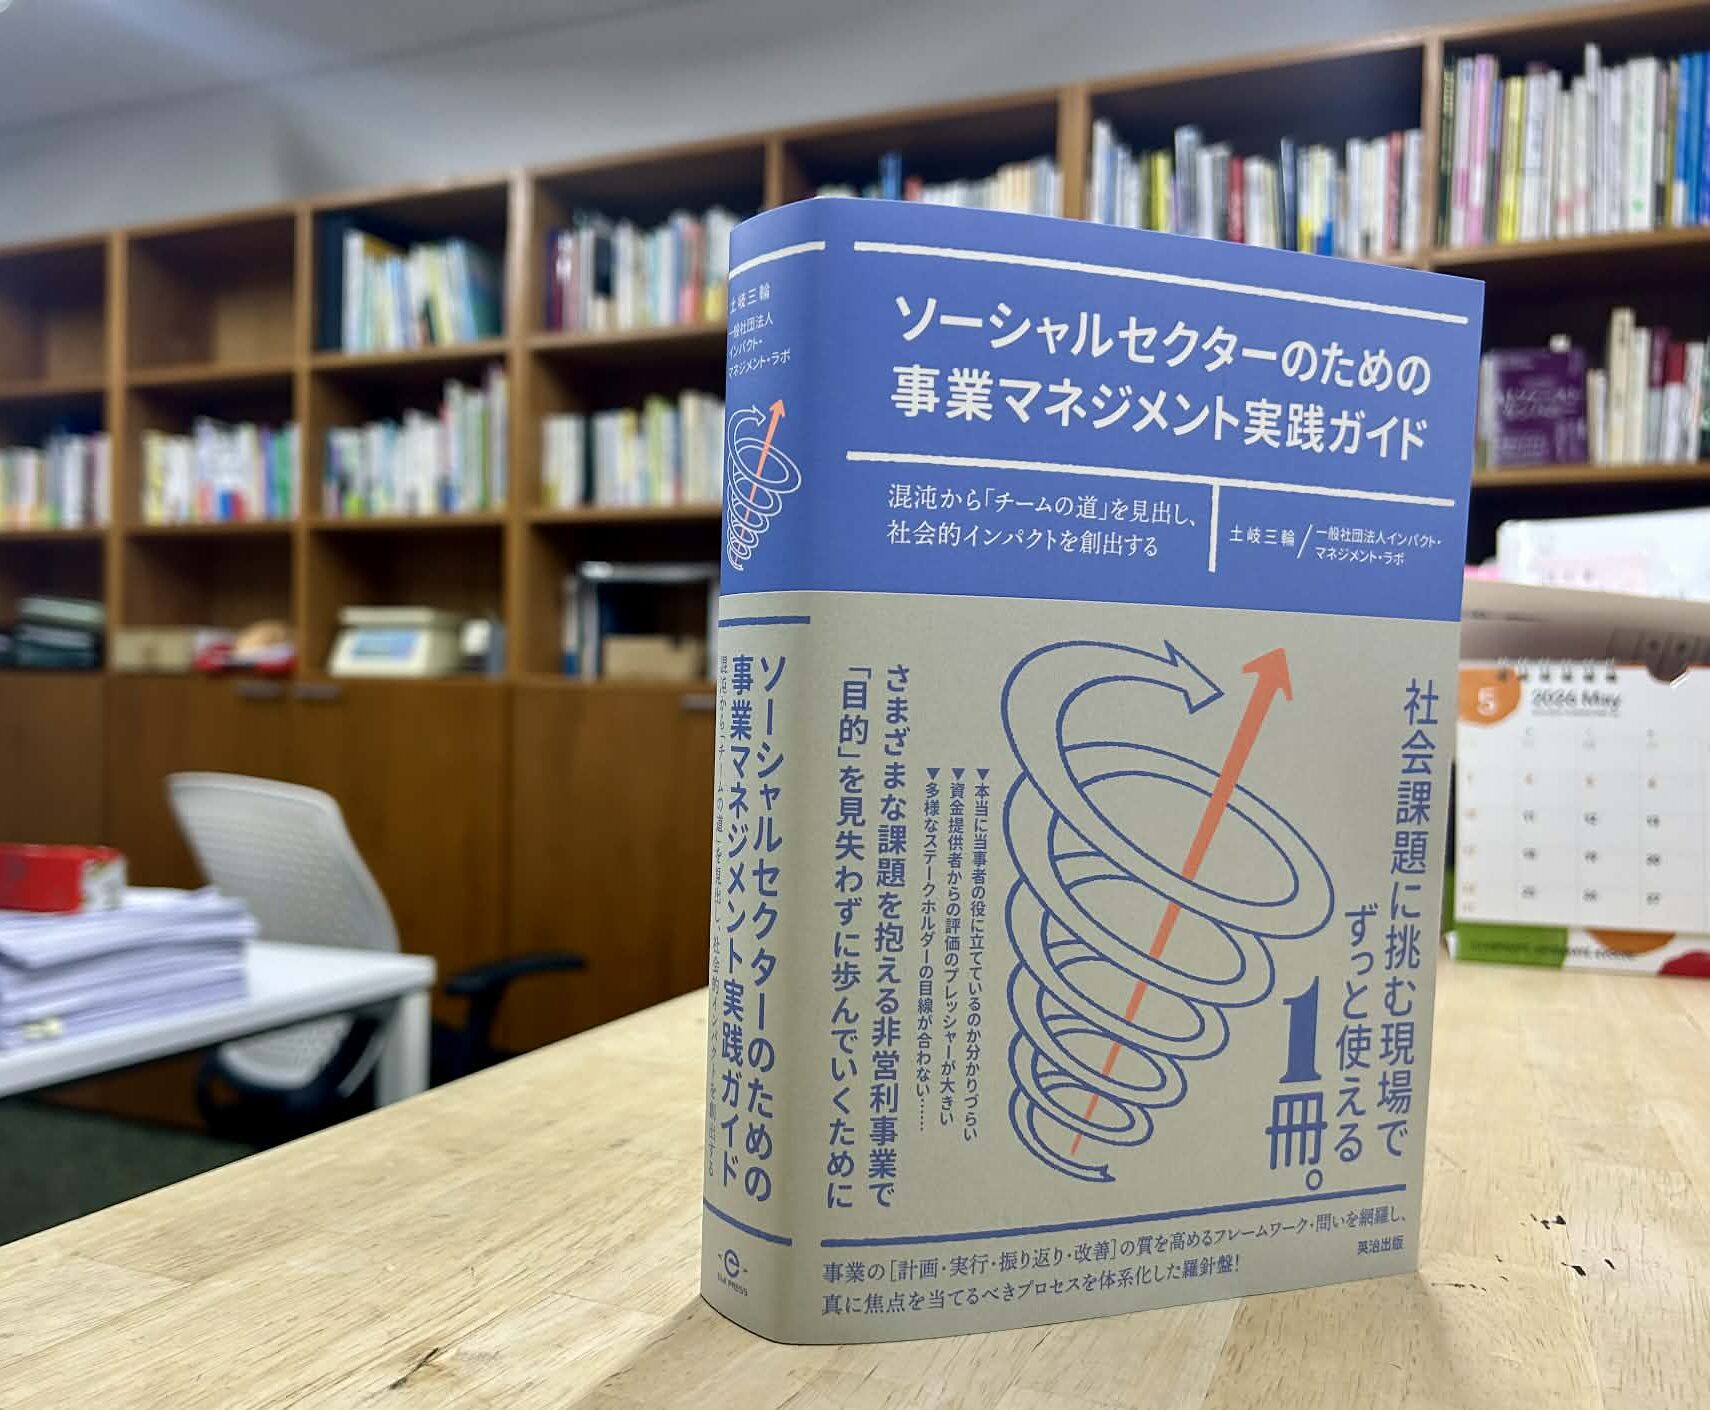 ソーシャルセクターのための
事業マネジメント実践ガイド
混沌から「チームの道」を見出し、
社会的インパクトを創出する
土岐三輪/一般社団法人インパクト・
マネジメント・ラボ
社会課題に挑む現場で
ずっと使える
1冊。
▼本当に当事者の役に立てているのか分かりづらい
▼資金提供者からの評価のプレッシャーが大きい
▼多様なステークホルダーの目線が合わない……
さまざまな課題を抱える非営利事業で
「目的」を見失わずに歩んでいくために
事業の[計画・実行・振り返り・改善]の質を高めるフレームワーク・問いを網羅し、
真に焦点を当てるべきプロセスを体系化した羅針盤!
英治出版
土岐三輪
一般社団法人
インパクト・
マネジメント・ラボ
ソーシャルセクターのための
事業マネジメント実践ガイド
混沌から「チームの道」を見出し、社会的インパクトを創出する
e
EIJI PRESS
5
2026 May